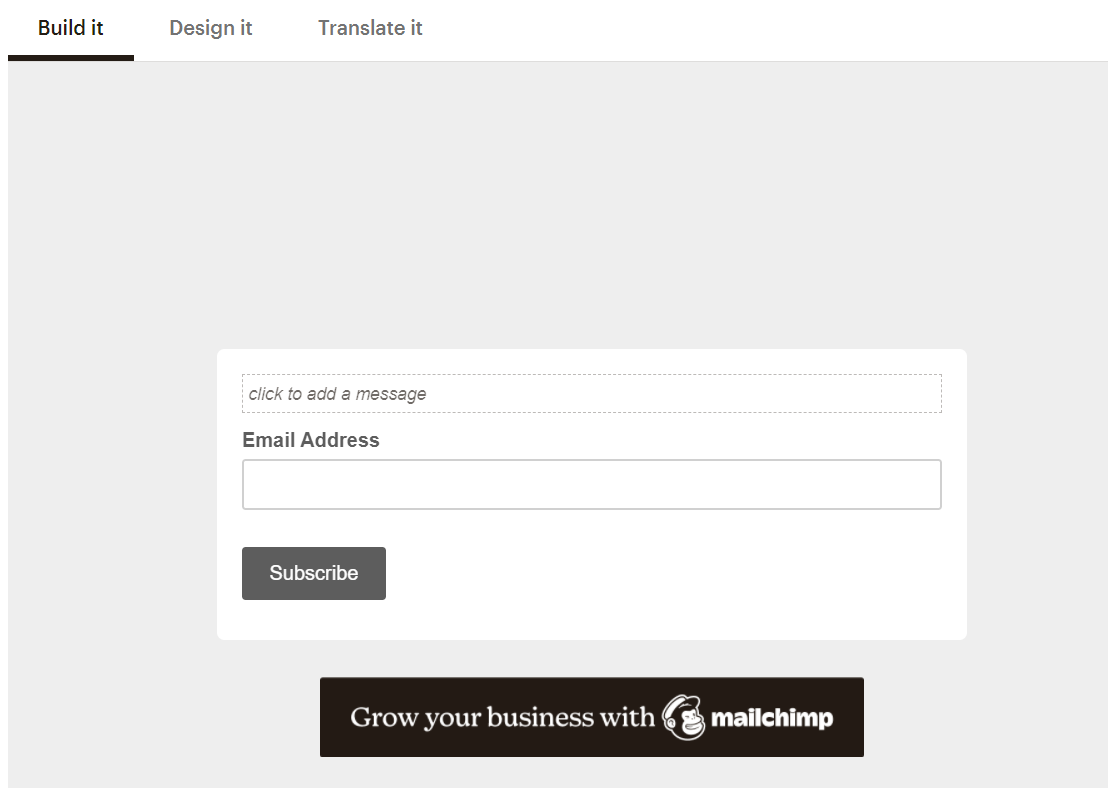 Build it Design it Translate it
click to add a message
Email Address
Subscribe
Grow your business with mailchimp